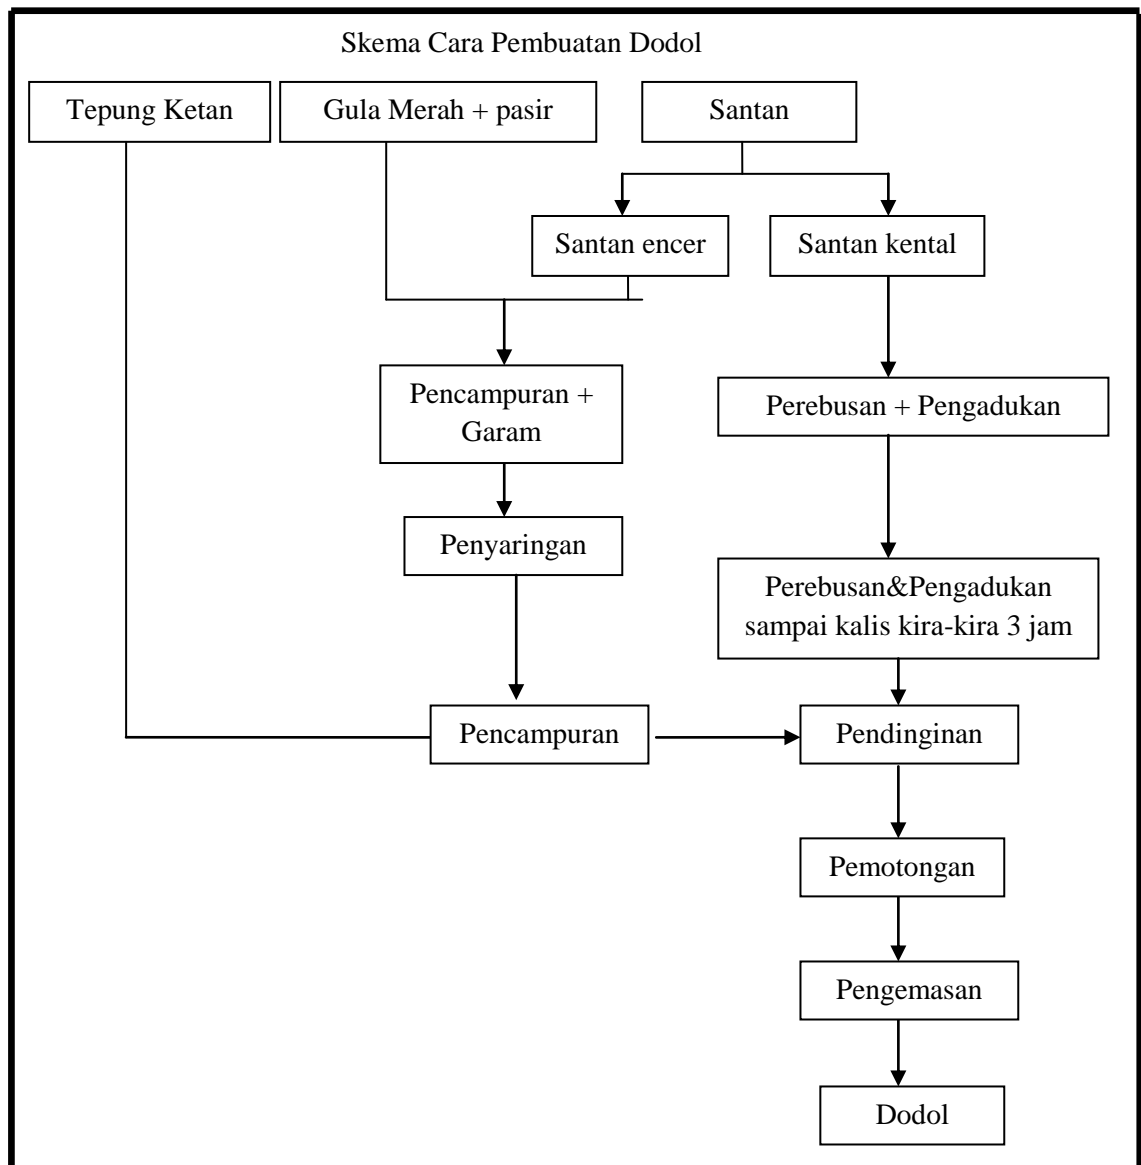 Skema Cara Pembuatan Dodol
Tepung Ketan
Gula Merah + pasir
Santan
Santan encer
Santan kental
Pencampuran +
Garam
Perebusan + Pengadukan
Penyaringan
Perebusan&Pengadukan
sampai kalis kira-kira 3 jam
Pencampuran
Pendinginan
Pemotongan
Pengemasan
Dodol